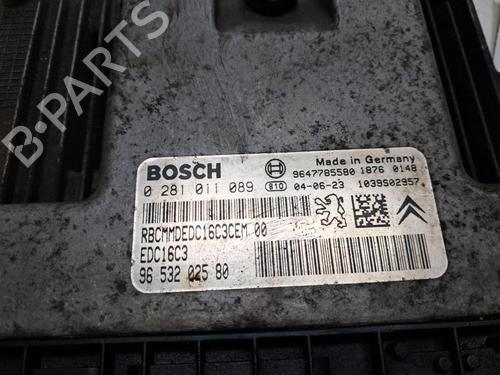 B-PARTS
BOSCH
Made in Germany
9647785580 1876 0148
0 281 011 089 810 04-06-23 1039S02957
RBCMMDEDC16C3CEM 00
EDC16C3
96 532 025 80